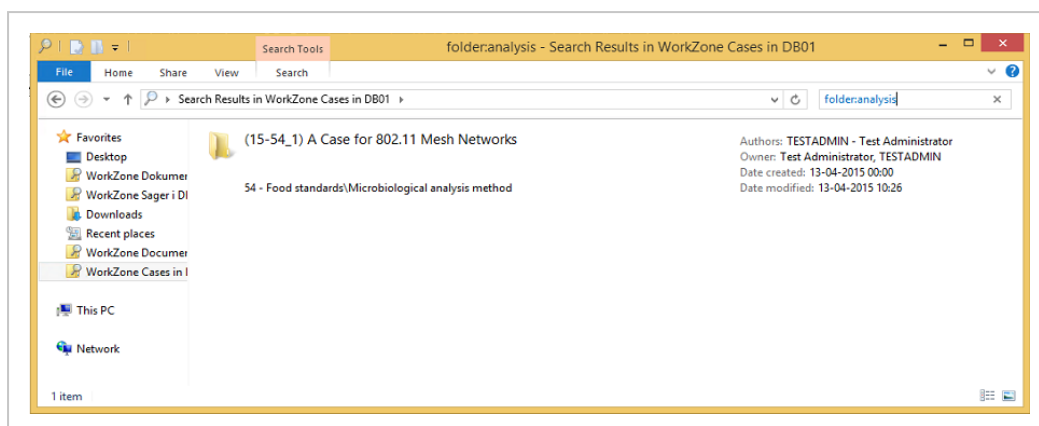 Search Tools
folder:analysis - Search Results in WorkZone Cases in DB01
File Home Share View Search
Search Results in WorkZone Cases in DB01
folder:analysis
Favorites
Desktop
WorkZone Dokumer
WorkZone Sager i DI
Downloads
Recent places
WorkZone Documer
WorkZone Cases in I
This PC
Network
(15-54_1) A Case for 802.11 Mesh Networks
54 - Food standards\Microbiological analysis method
Authors: TESTADMIN - Test Administrator
Owner: Test Administrator, TESTADMIN
Date created: 13-04-2015 00:00
Date modified: 13-04-2015 10:26
1 item